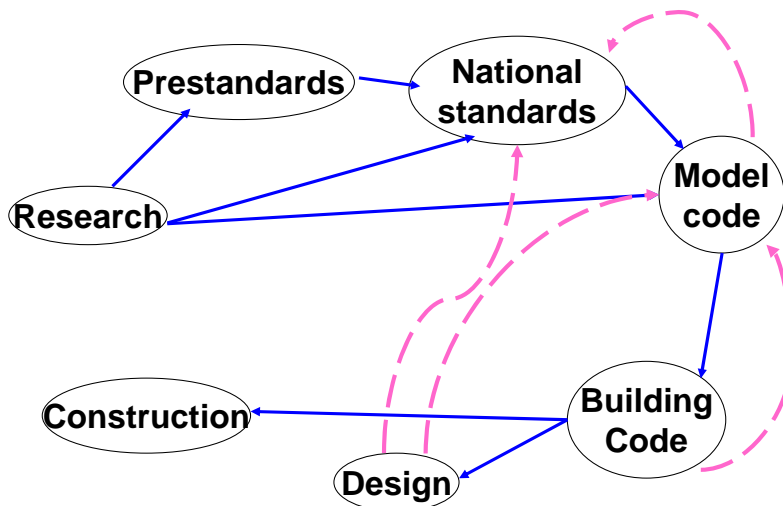 Prestandards
National
standards
Research
Model
code
Construction
Building
Code
Design